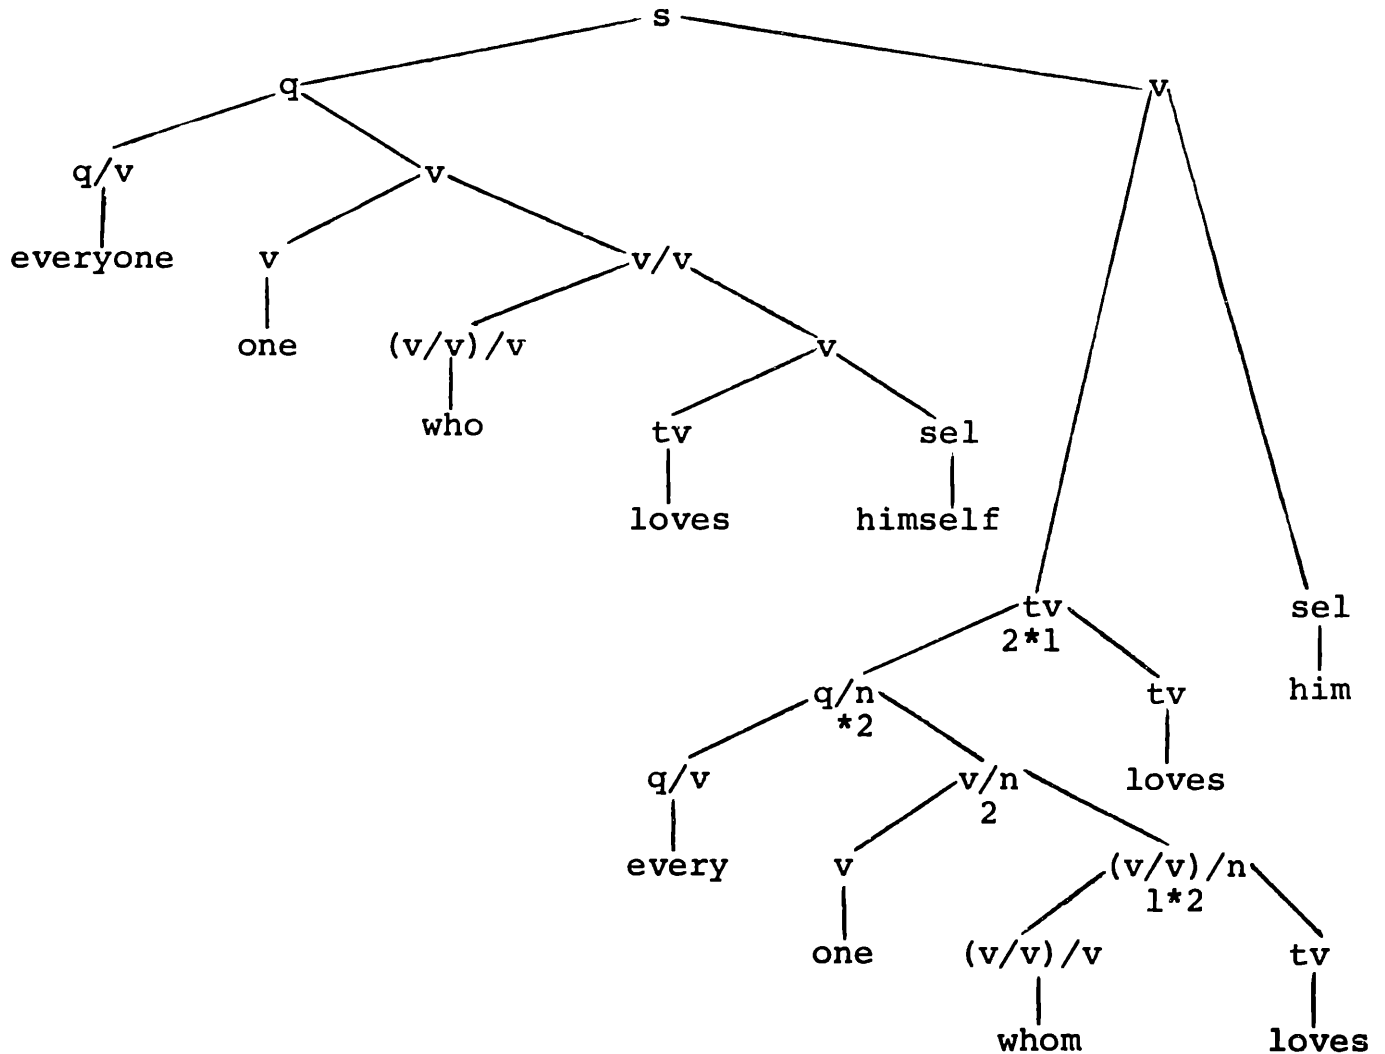 s
q v
q/v v
everyone v v/v
one (v/v)/v v
who tv sel
loves himself
tv sel
2*1
q/n tv him
*2
q/v v/n loves
2
every v (v/v)/n
1*2
one (v/v)/v tv
whom loves